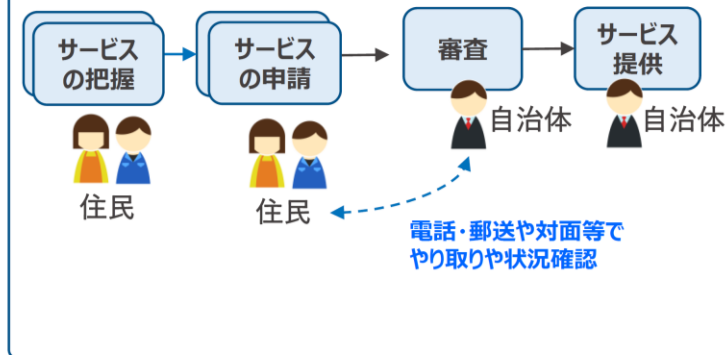 サービス
の把握
サービス
の申請
審査
サービス
提供
自治体
自治体
住民
住民
電話・郵送や対面等で
やり取りや状況確認